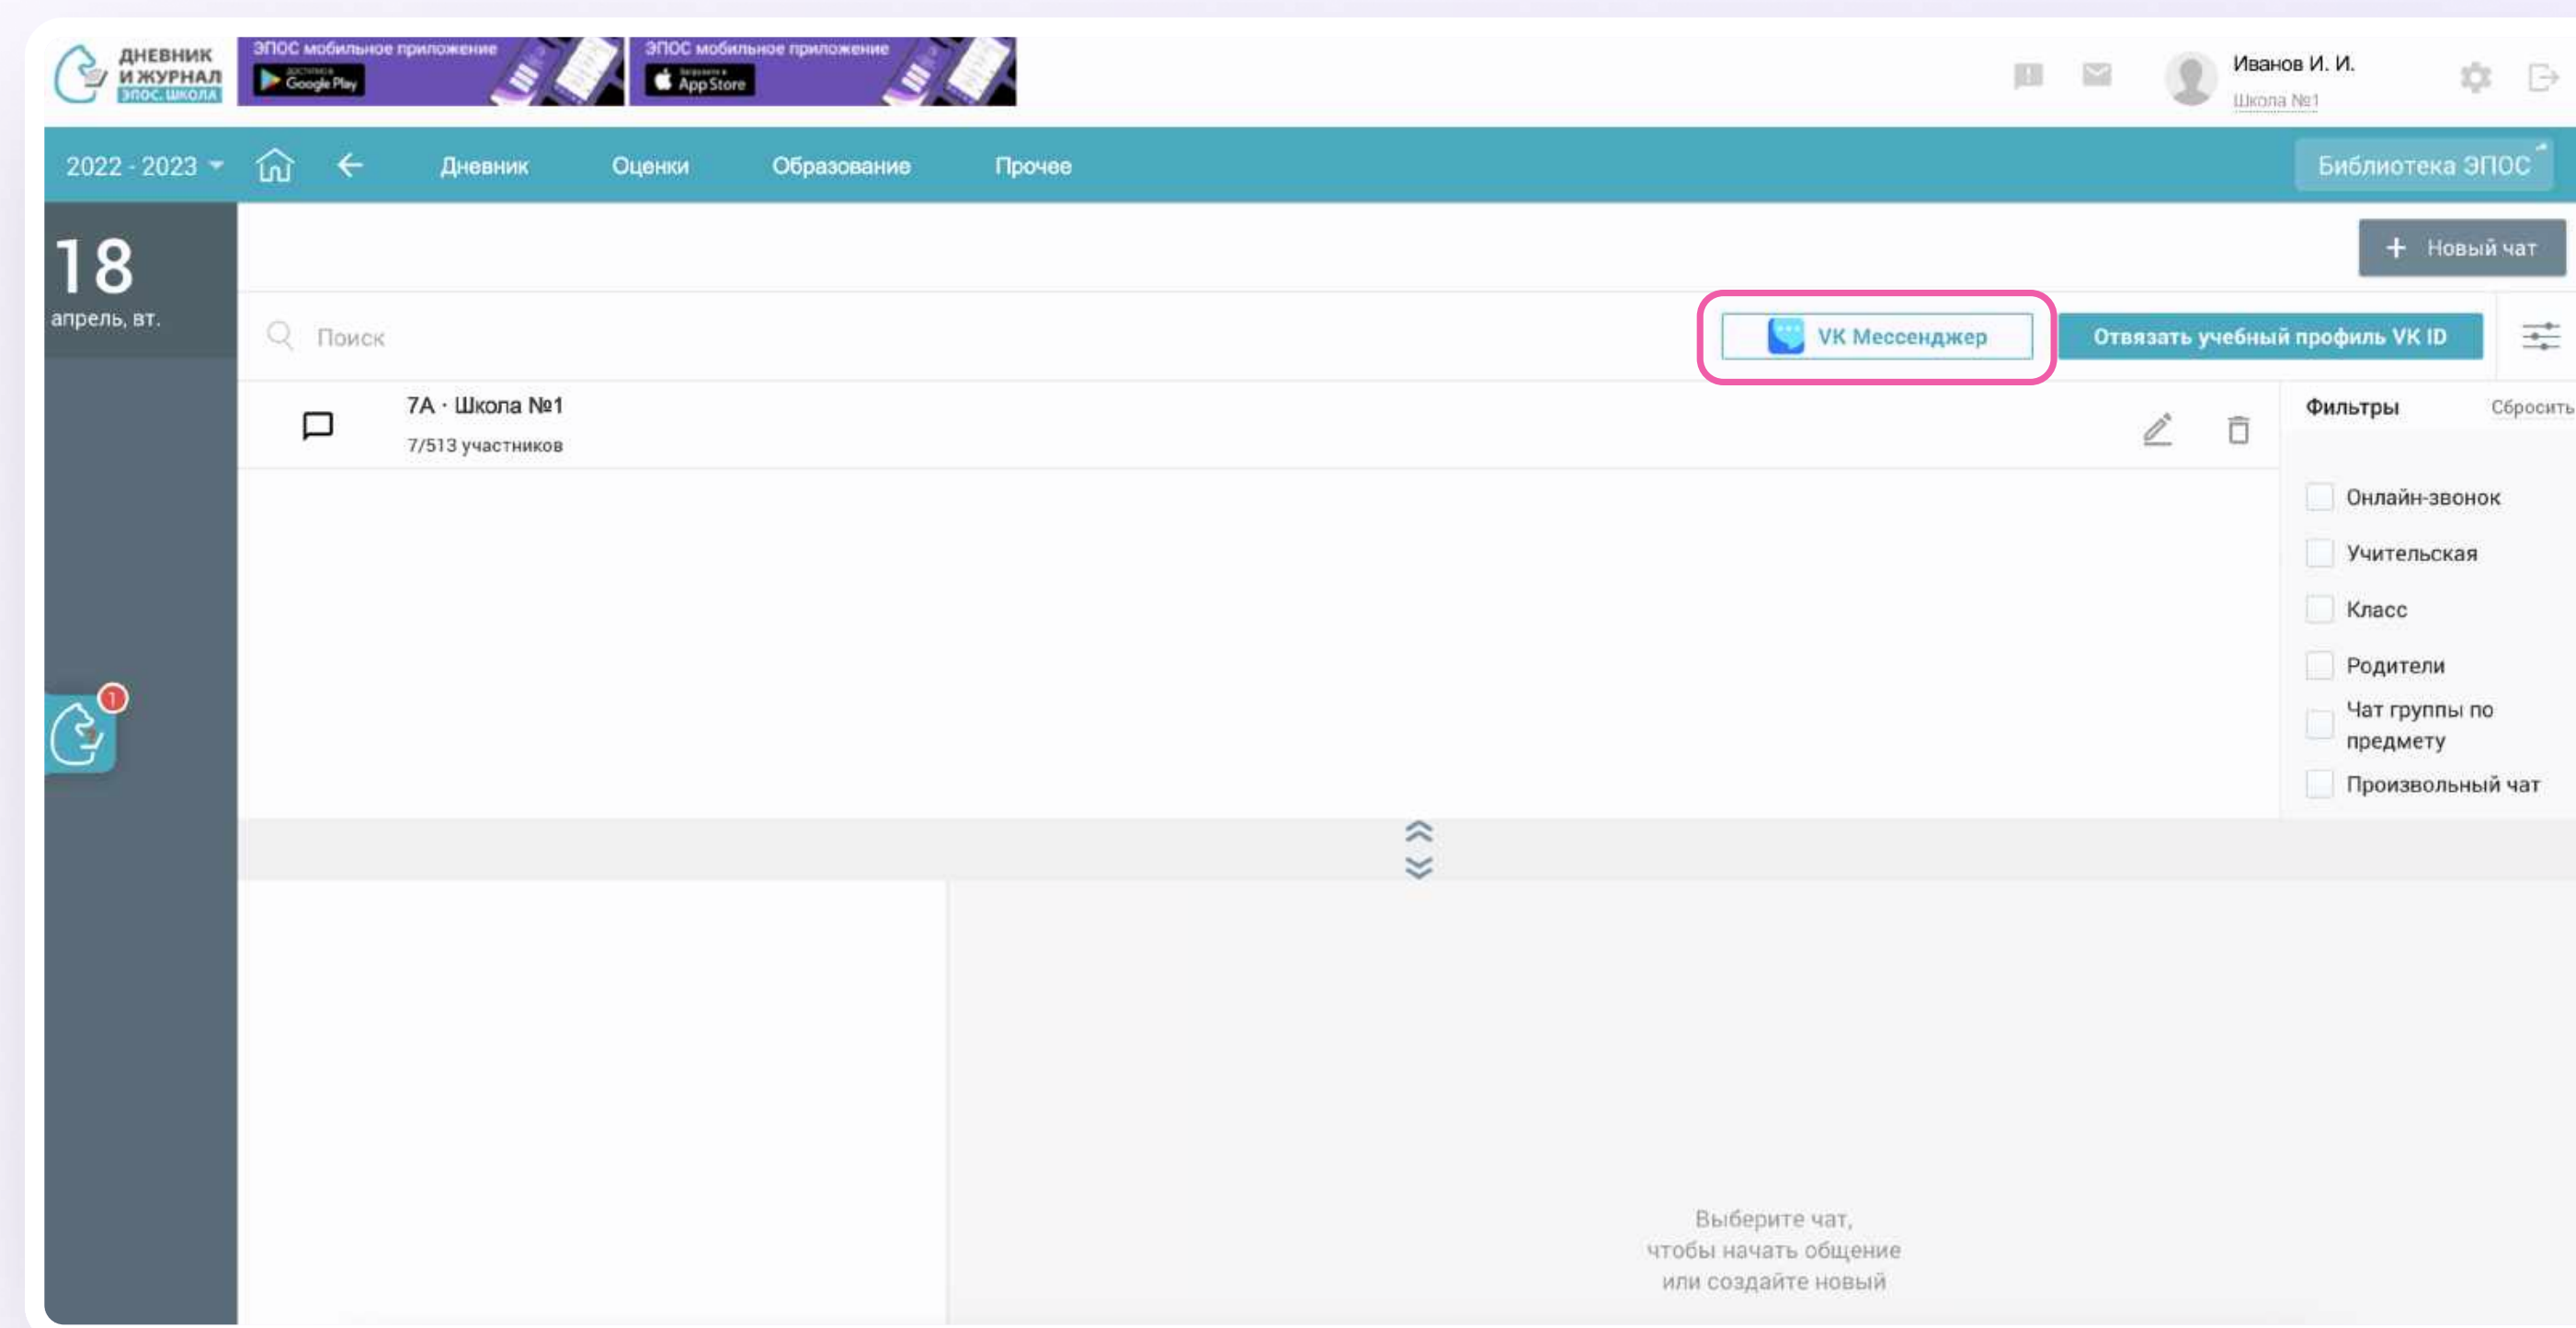 ДНЕВНИК
И ЖУРНАЛ
ЭПОС.ШКОЛА
ЭПОС мобильное приложение
Google Play
ЭПОС мобильное приложение
Загрузите в
App Store
Иванов И. И.
Школа №1
2022 - 2023
Дневник
Оценки
Образование
Прочее
Библиотека ЭПОС
18
апрель, вт.
+ Новый чат
Поиск
VK Мессенджер
Отвязать учебный профиль VK ID
7А · Школа №1
7/513 участников
Фильтры
Сбросить
Онлайн-звонок
Учительская
Класс
Родители
Чат группы по
предмету
Произвольный чат
1
Выберите чат,
чтобы начать общение
или создайте новый